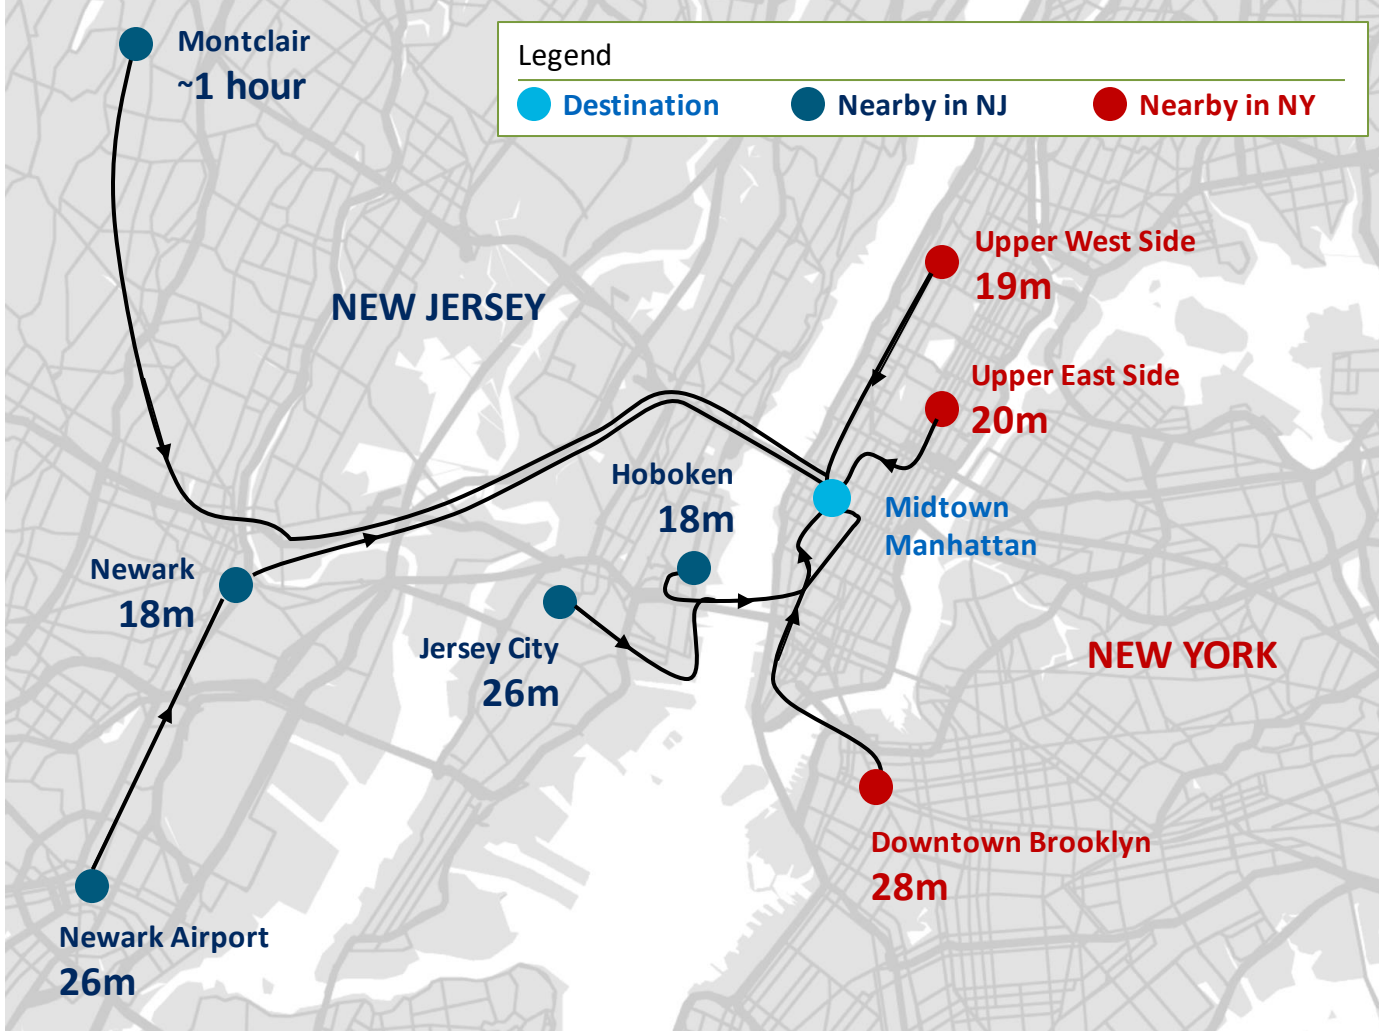 Montclair
~1 hour
Legend
Destination
Nearby in NJ
Nearby in NY
Upper West Side
19m
NEW JERSEY
Upper East Side
20m
Hoboken
18m
Midtown
Manhattan
Newark
18m
Jersey City
26m
NEW YORK
Downtown Brooklyn
28m
Newark Airport
26m